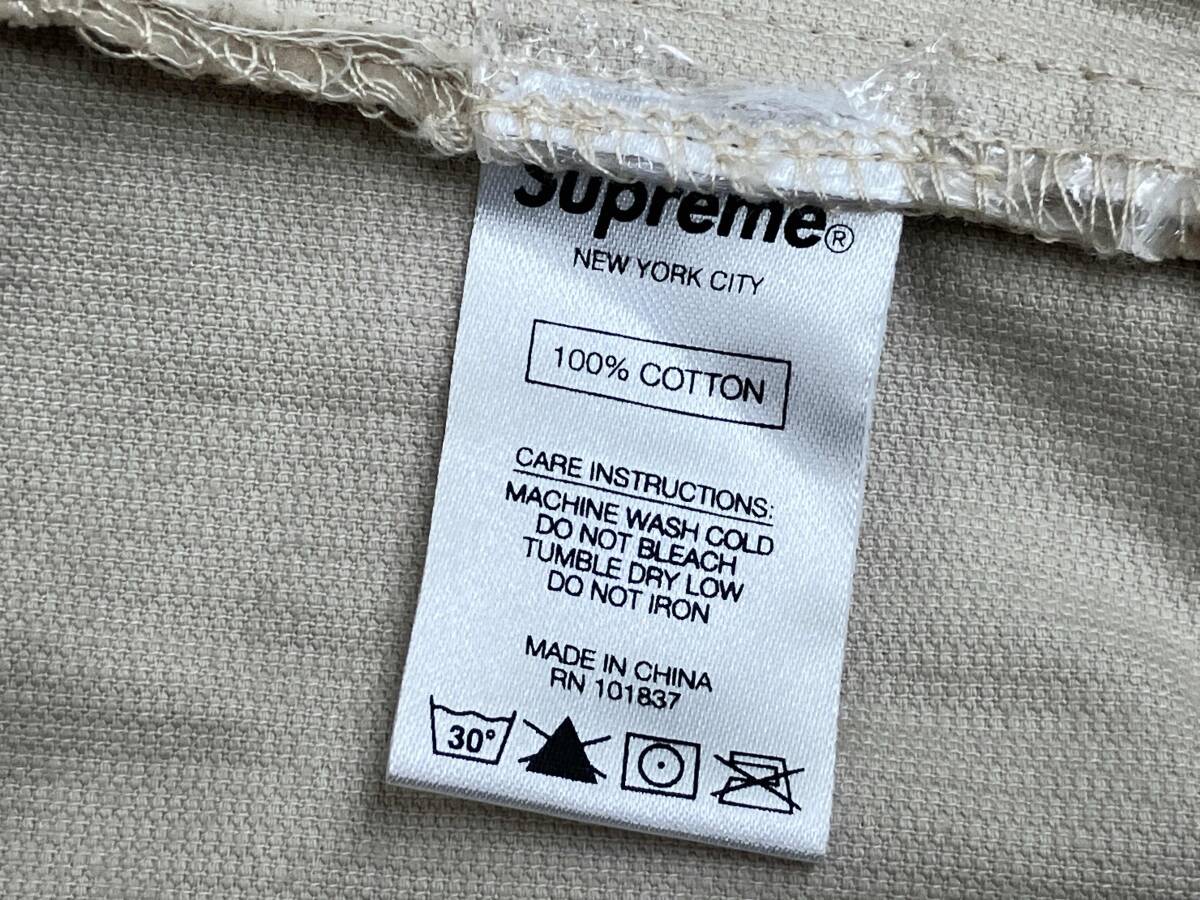 Supreme®
NEW YORK CITY
100% COTTON
CARE INSTRUCTIONS:
MACHINE WASH COLD
DO NOT BLEACH
TUMBLE DRY LOW
DO NOT IRON
MADE IN CHINA
RN 101837
30°